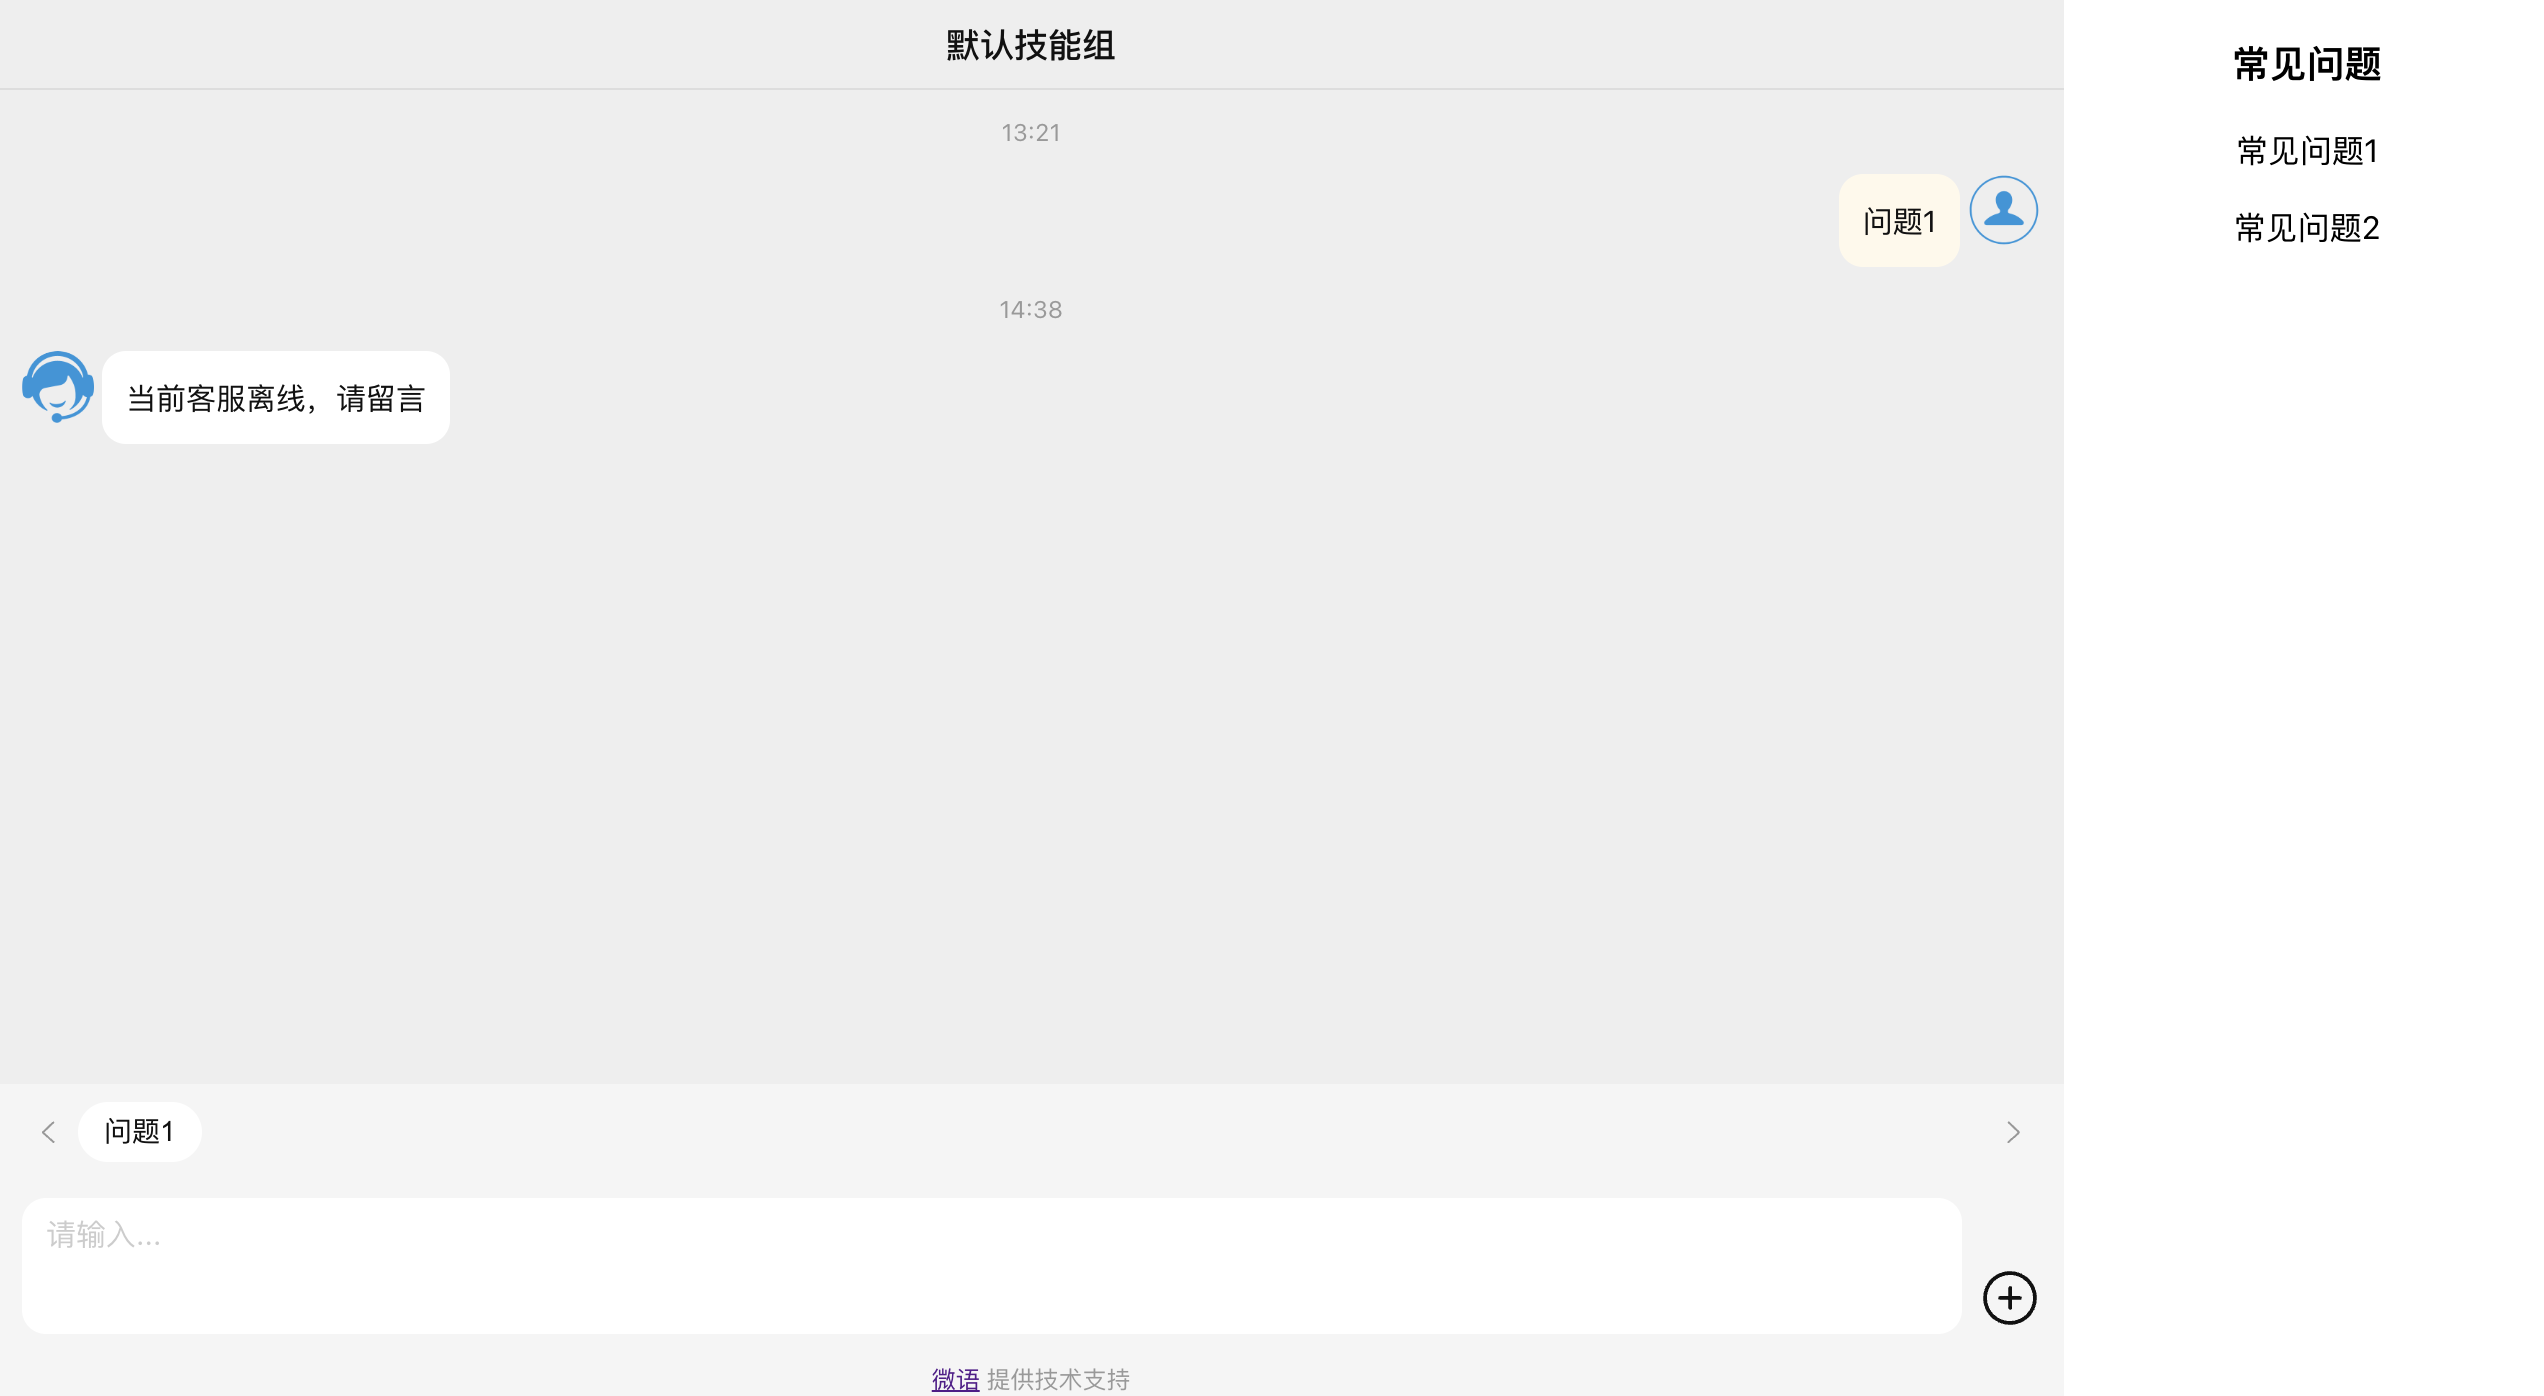 默认技能组
13:21
问题1
14:38
当前客服离线，请留言
问题1
请输入...
微语 提供技术支持
常见问题
常见问题1
常见问题2